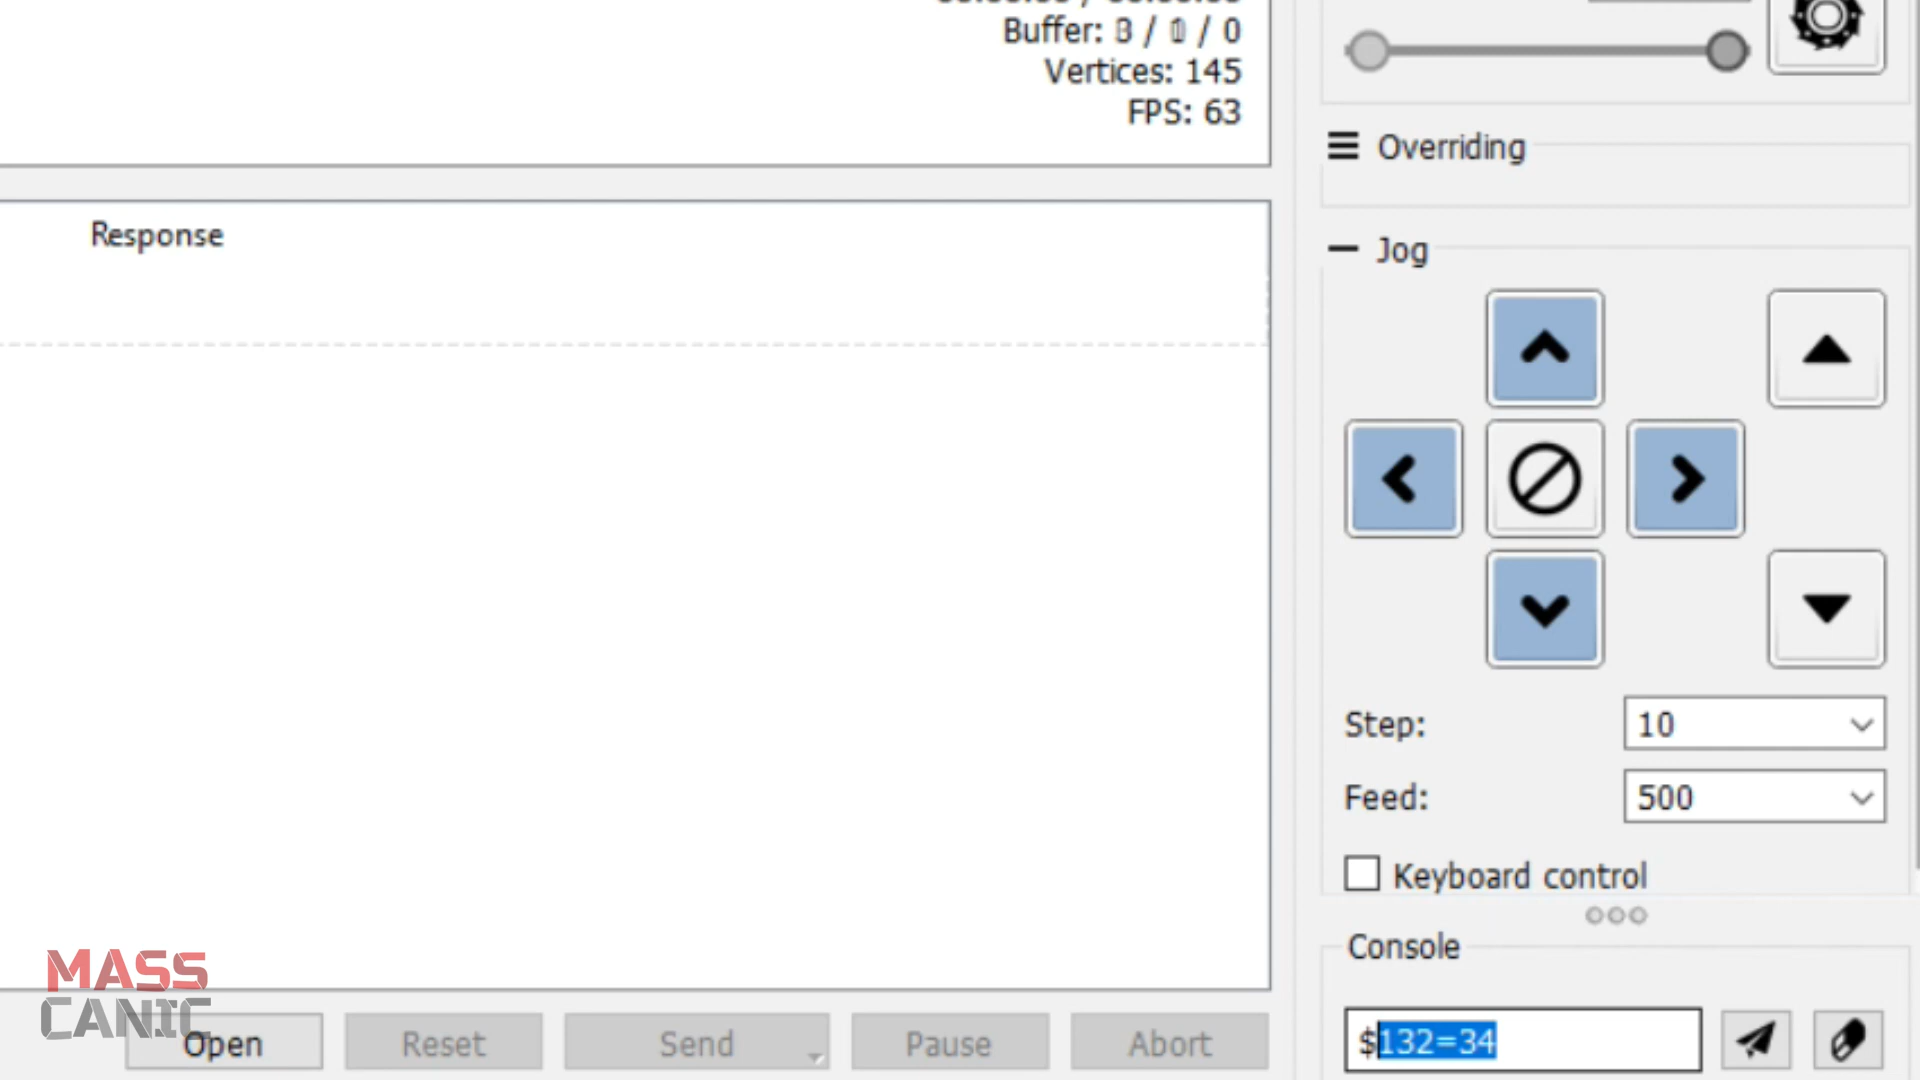 Buffer: 3 / 0 / 0
Vertices: 145
FPS: 63
Overriding
Response
Jog
Step:
10
Feed:
500
Keyboard control
Console
$132=34
MASS
CANIC
Open
Reset
Send
Pause
Abort